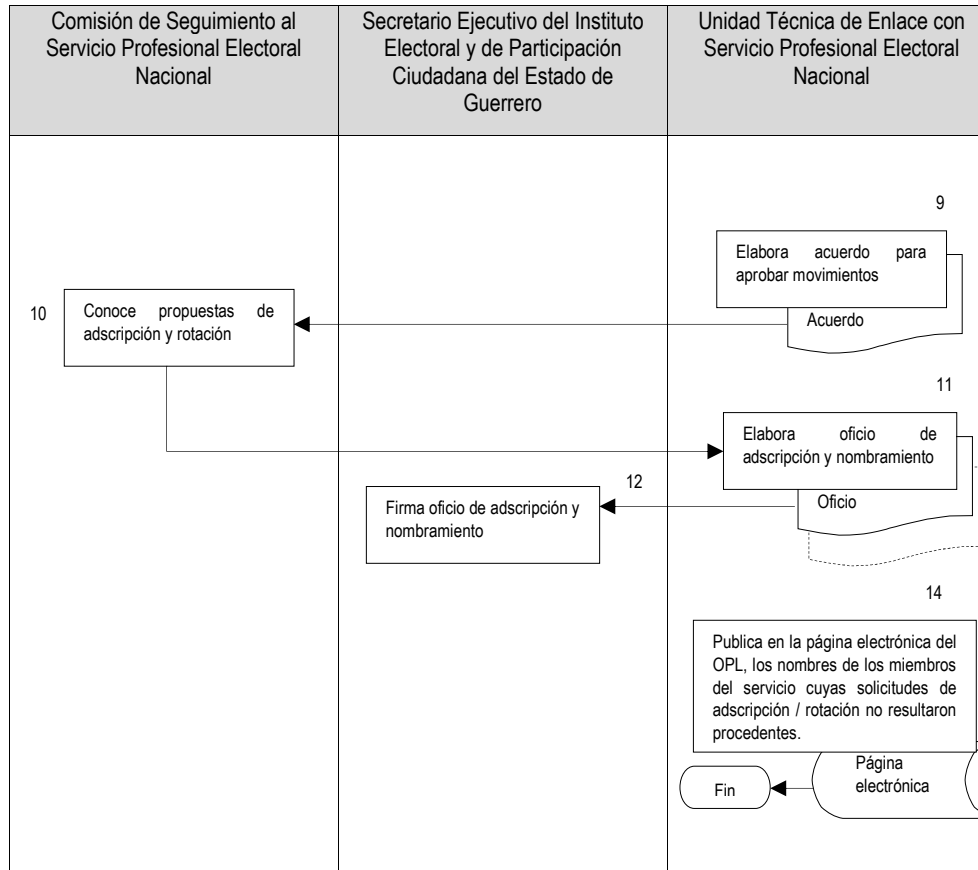 Comisión de Seguimiento al
Servicio Profesional Electoral
Nacional
Secretario Ejecutivo del Instituto
Electoral y de Participación
Ciudadana del Estado de
Guerrero
Unidad Técnica de Enlace con
Servicio Profesional Electoral
Nacional
9
Elabora acuerdo para
aprobar movimientos
Acuerdo
10
Conoce propuestas de
adscripción y rotación
11
Elabora oficio de
adscripción y nombramiento
Oficio
12
Firma oficio de adscripción y
nombramiento
14
Publica en la página electrónica del
OPL, los nombres de los miembros
del servicio cuyas solicitudes de
adscripción / rotación no resultaron
procedentes.
Página
electrónica
Fin